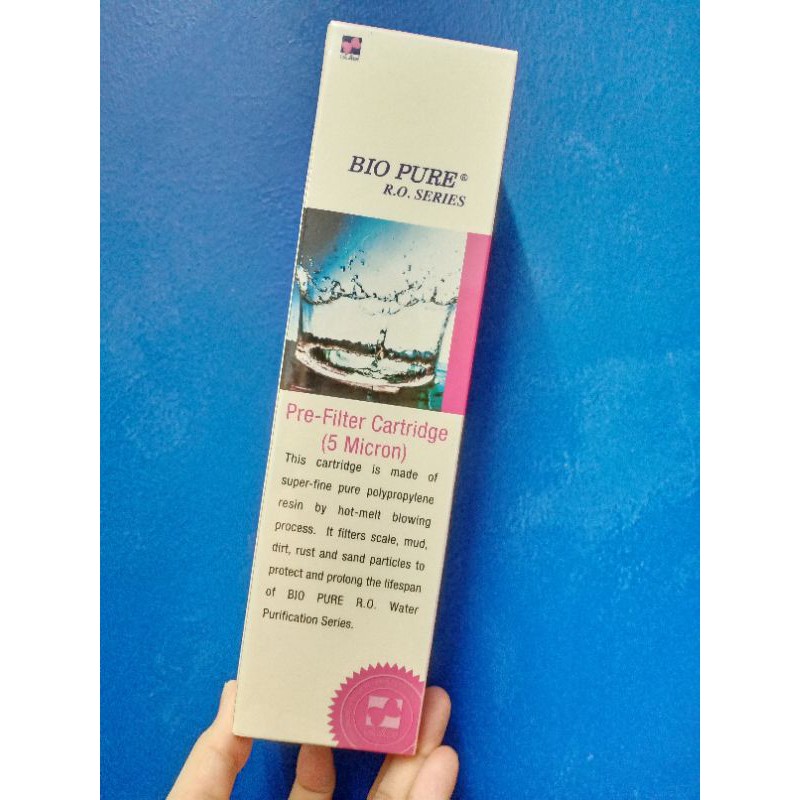 BIO PURE®
R.O. SERIES
Pre-Filter Cartridge
(5 Micron)
This cartridge is made of
super-fine pure polypropylene
resin by hot-melt blowing
process. It filters scale, mud,
dirt, rust and sand particles to
protect and prolong the lifespan
of BIO PURE R.O. Water
Purification Series.